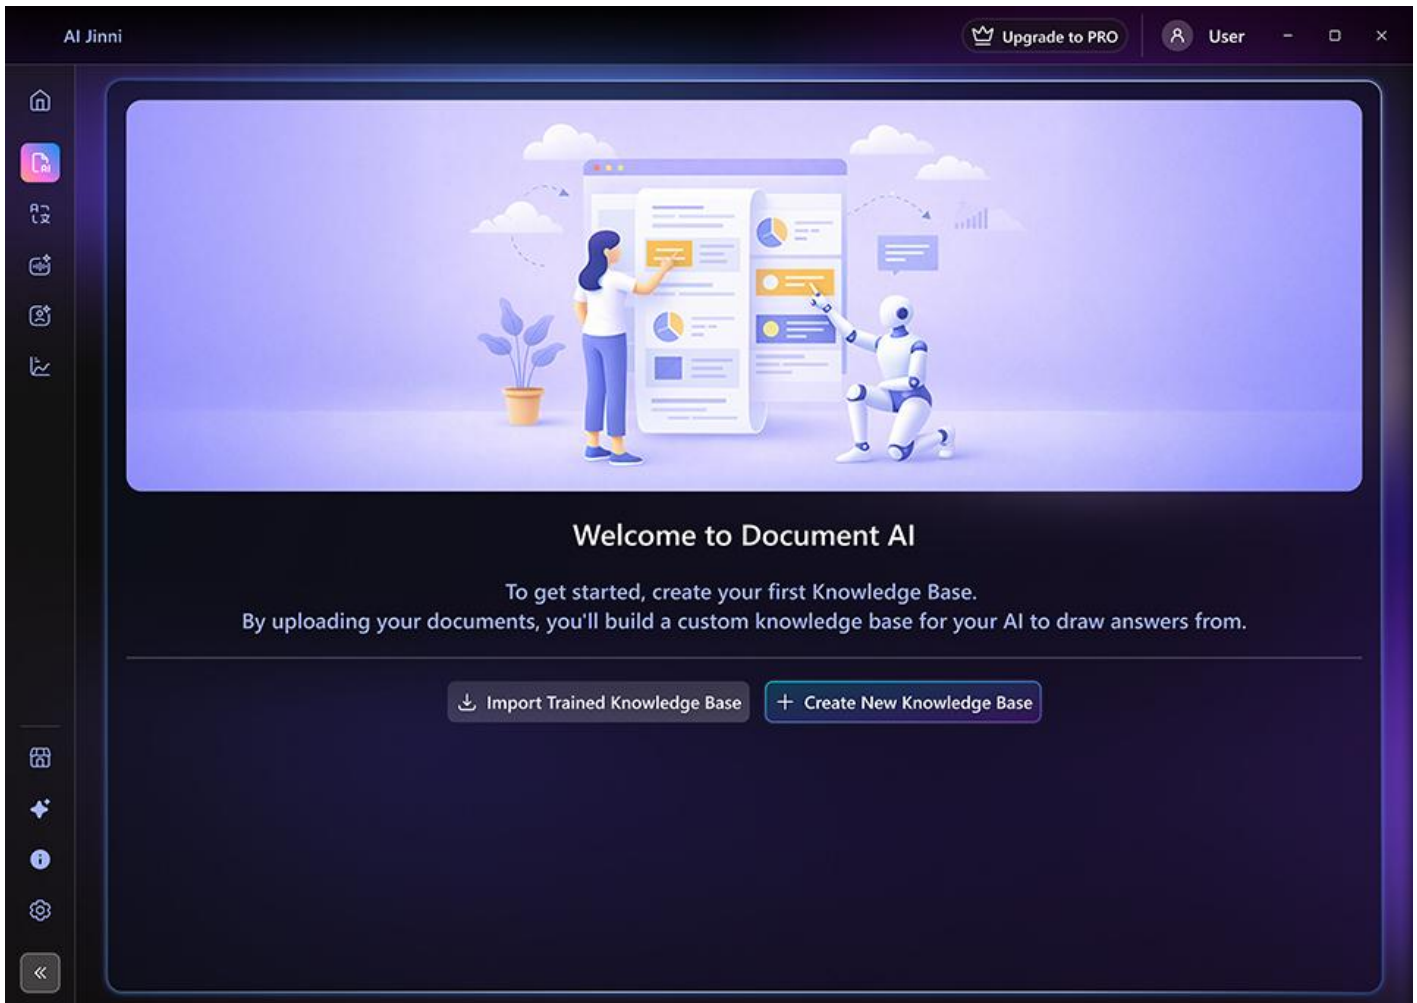 AI Jinni
Upgrade to PRO
User
Welcome to Document AI
To get started, create your first Knowledge Base.
By uploading your documents, you'll build a custom knowledge base for your AI to draw answers from.
Import Trained Knowledge Base
Create New Knowledge Base